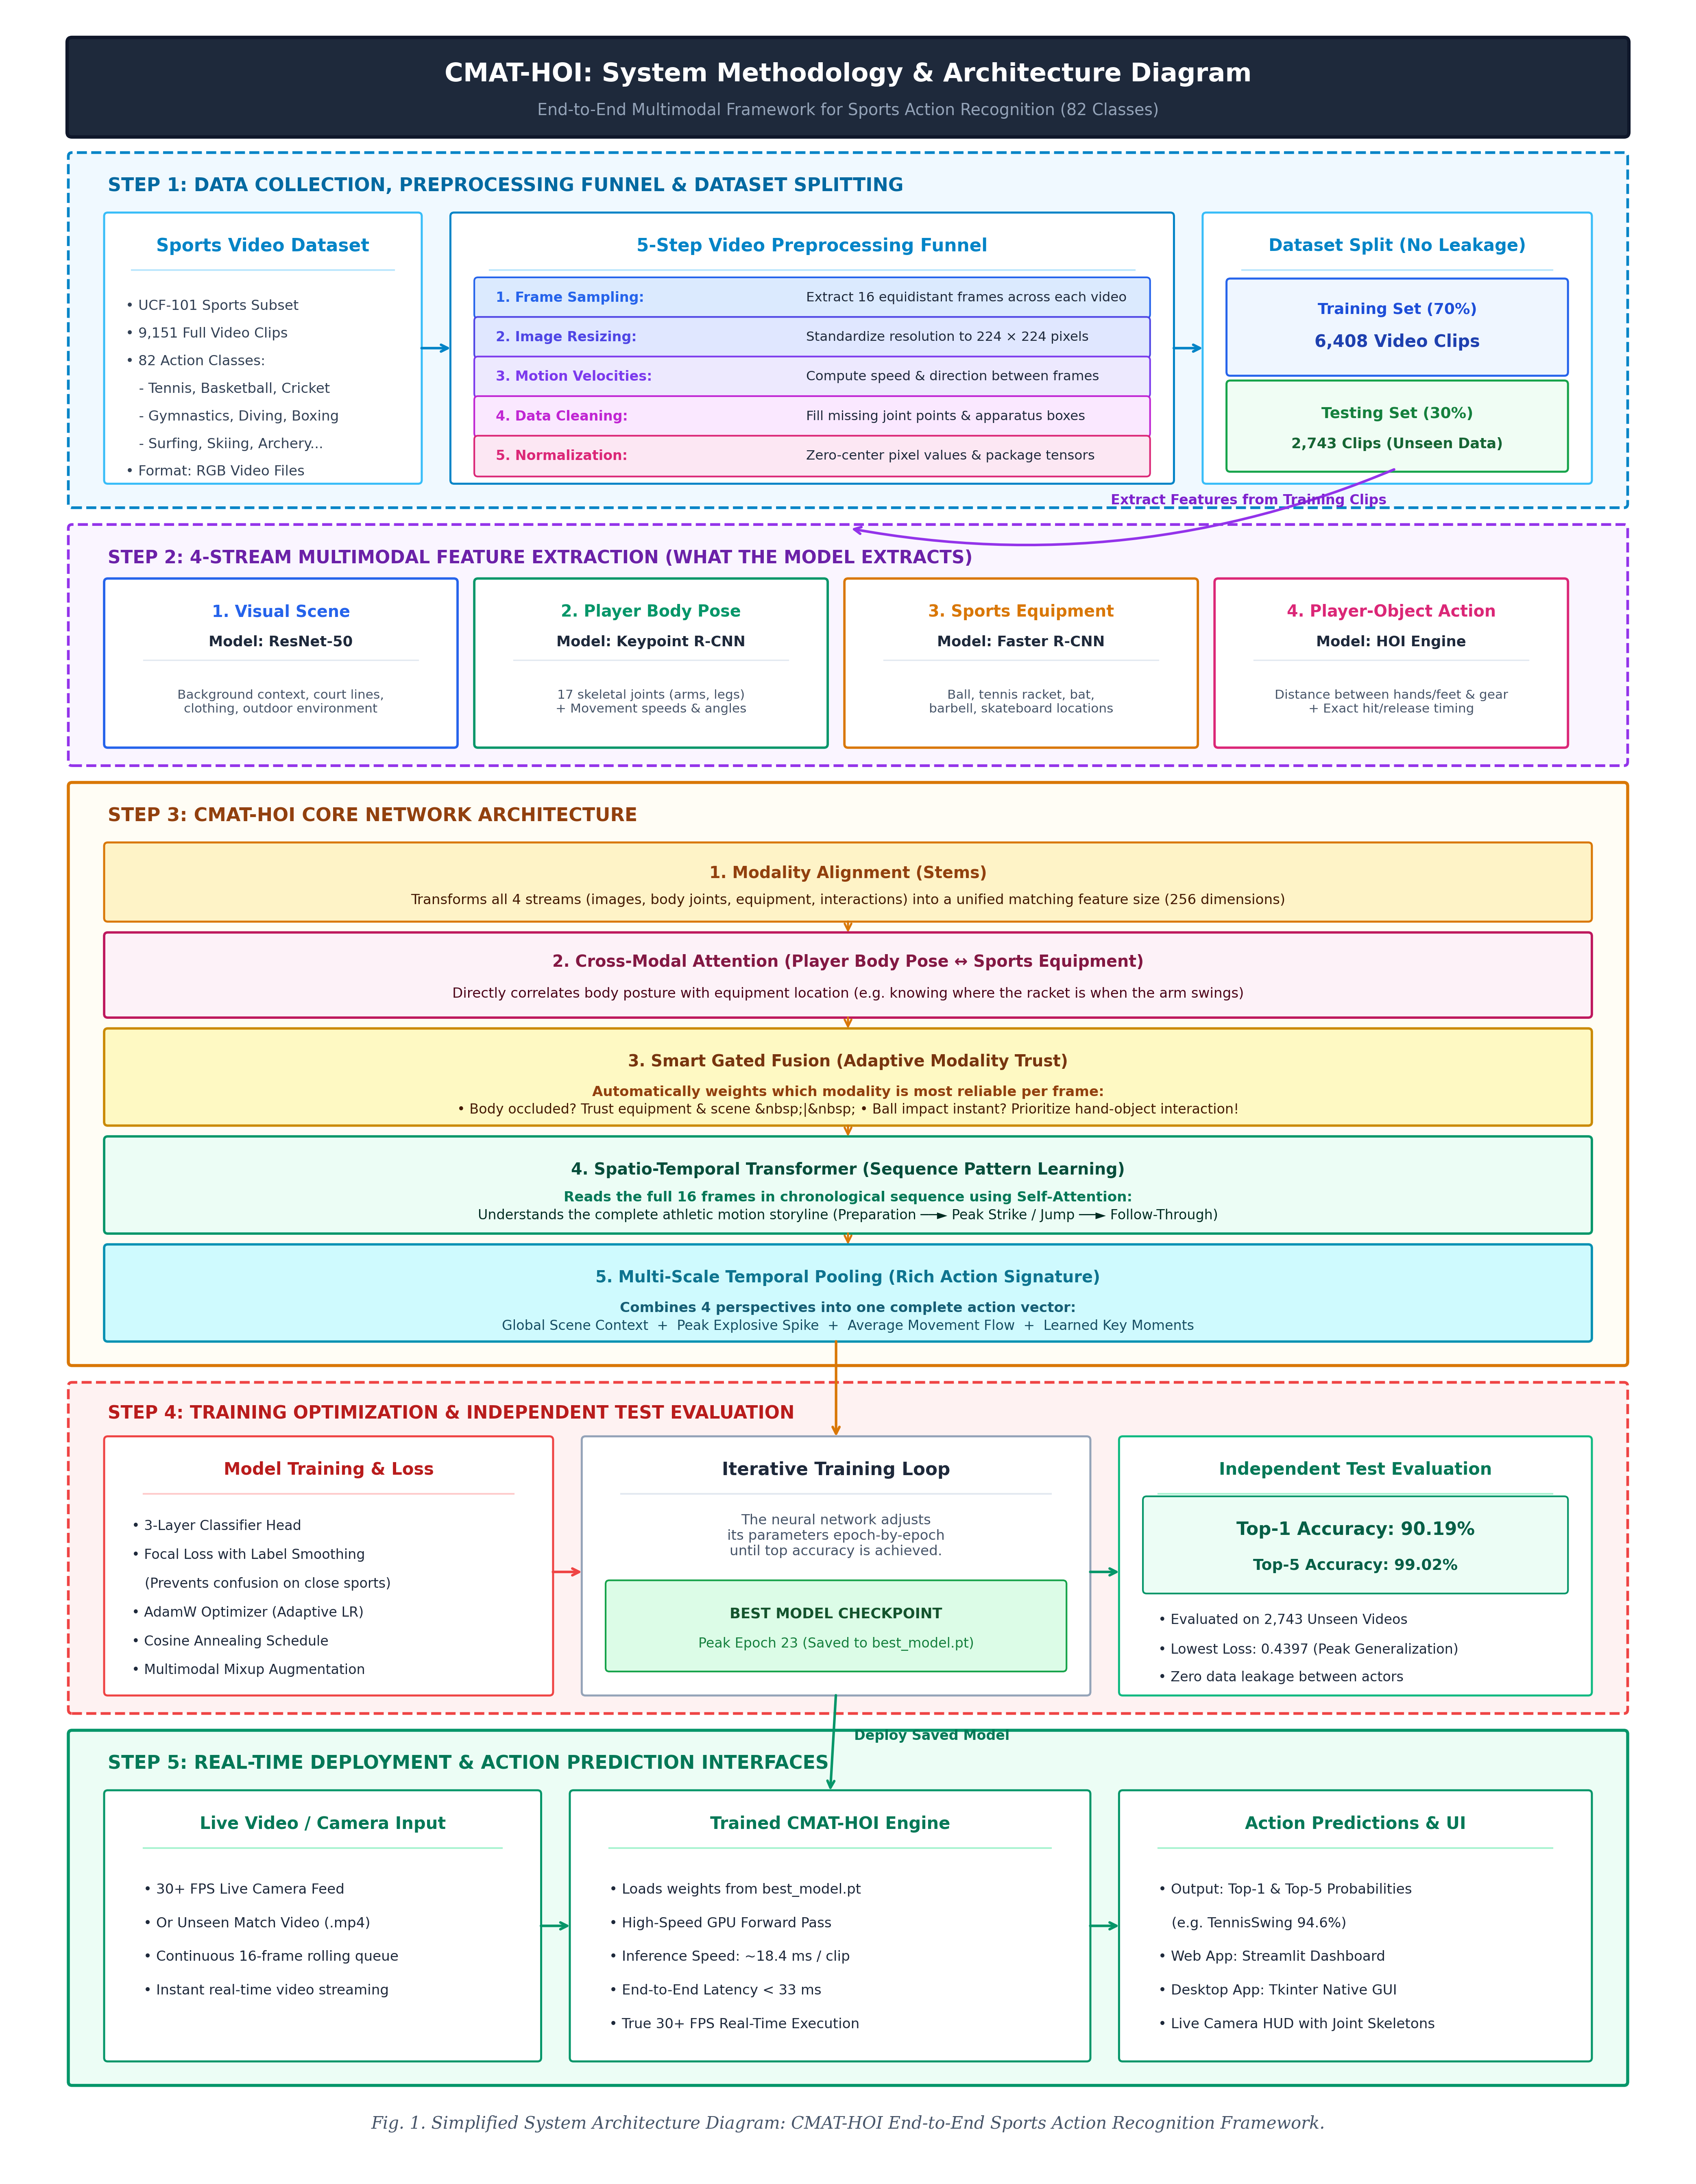 CMAT-HOI: System Methodology & Architecture Diagram
End-to-End Multimodal Framework for Sports Action Recognition (82 Classes)
STEP 1: DATA COLLECTION, PREPROCESSING FUNNEL & DATASET SPLITTING
Sports Video Dataset
• UCF-101 Sports Subset
• 9,151 Full Video Clips
• 82 Action Classes:
- Tennis, Basketball, Cricket
- Gymnastics, Diving, Boxing
- Surfing, Skiing, Archery...
• Format: RGB Video Files
5-Step Video Preprocessing Funnel
1. Frame Sampling: Extract 16 equidistant frames across each video
2. Image Resizing: Standardize resolution to 224 × 224 pixels
3. Motion Velocities: Compute speed & direction between frames
4. Data Cleaning: Fill missing joint points & apparatus boxes
5. Normalization: Zero-center pixel values & package tensors
Dataset Split (No Leakage)
Training Set (70%)
6,408 Video Clips
Testing Set (30%)
2,743 Clips (Unseen Data)
Extract Features from Training Clips
STEP 2: 4-STREAM MULTIMODAL FEATURE EXTRACTION (WHAT THE MODEL EXTRACTS)
1. Visual Scene
Model: ResNet-50
Background context, court lines,
clothing, outdoor environment
2. Player Body Pose
Model: Keypoint R-CNN
17 skeletal joints (arms, legs)
+ Movement speeds & angles
3. Sports Equipment
Model: Faster R-CNN
Ball, tennis racket, bat,
barbell, skateboard locations
4. Player-Object Action
Model: HOI Engine
Distance between hands/feet & gear
+ Exact hit/release timing
STEP 3: CMAT-HOI CORE NETWORK ARCHITECTURE
1. Modality Alignment (Stems)
Transforms all 4 streams (images, body joints, equipment, interactions) into a unified matching feature size (256 dimensions)
2. Cross-Modal Attention (Player Body Pose ↔ Sports Equipment)
Directly correlates body posture with equipment location (e.g. knowing where the racket is when the arm swings)
3. Smart Gated Fusion (Adaptive Modality Trust)
Automatically weights which modality is most reliable per frame:
• Body occluded? Trust equipment & scene &nbsp;|&nbsp; • Ball impact instant? Prioritize hand-object interaction!
4. Spatio-Temporal Transformer (Sequence Pattern Learning)
Reads the full 16 frames in chronological sequence using Self-Attention:
Understands the complete athletic motion storyline (Preparation ──► Peak Strike / Jump ──► Follow-Through)
5. Multi-Scale Temporal Pooling (Rich Action Signature)
Combines 4 perspectives into one complete action vector:
Global Scene Context + Peak Explosive Spike + Average Movement Flow + Learned Key Moments
STEP 4: TRAINING OPTIMIZATION & INDEPENDENT TEST EVALUATION
Model Training & Loss
• 3-Layer Classifier Head
• Focal Loss with Label Smoothing
(Prevents confusion on close sports)
• AdamW Optimizer (Adaptive LR)
• Cosine Annealing Schedule
• Multimodal Mixup Augmentation
Iterative Training Loop
The neural network adjusts
its parameters epoch-by-epoch
until top accuracy is achieved.
BEST MODEL CHECKPOINT
Peak Epoch 23 (Saved to best_model.pt)
Independent Test Evaluation
Top-1 Accuracy: 90.19%
Top-5 Accuracy: 99.02%
• Evaluated on 2,743 Unseen Videos
• Lowest Loss: 0.4397 (Peak Generalization)
• Zero data leakage between actors
Deploy Saved Model
STEP 5: REAL-TIME DEPLOYMENT & ACTION PREDICTION INTERFACES
Live Video / Camera Input
• 30+ FPS Live Camera Feed
• Or Unseen Match Video (.mp4)
• Continuous 16-frame rolling queue
• Instant real-time video streaming
Trained CMAT-HOI Engine
• Loads weights from best_model.pt
• High-Speed GPU Forward Pass
• Inference Speed: ~18.4 ms / clip
• End-to-End Latency < 33 ms
• True 30+ FPS Real-Time Execution
Action Predictions & UI
• Output: Top-1 & Top-5 Probabilities
(e.g. TennisSwing 94.6%)
• Web App: Streamlit Dashboard
• Desktop App: Tkinter Native GUI
• Live Camera HUD with Joint Skeletons
Fig. 1. Simplified System Architecture Diagram: CMAT-HOI End-to-End Sports Action Recognition Framework.